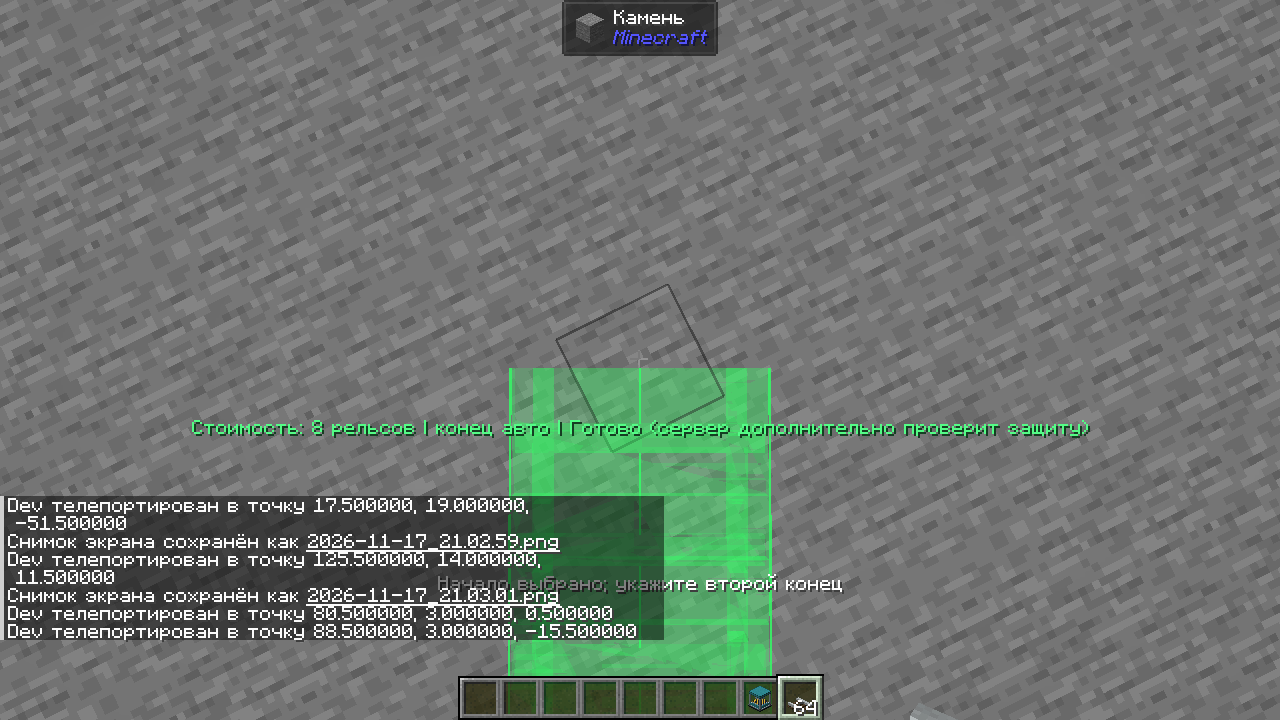 Камень
Minecraft
Стоимость: 8 рельсов | конец авто | Готово (сервер дополнительно проверит защиту)
Dev телепортирован в точку 17.500000, 19.000000,
-51.500000
Снимок экрана сохранён как 2026-11-17_21.02.59.png
Dev телепортирован в точку 125.500000, 14.000000,
11.500000
Начало выбрано; укажите второй конец
Снимок экрана сохранён как 2026-11-17_21.03.01.png
Dev телепортирован в точку 80.500000, 3.000000, 0.500000
Dev телепортирован в точку 88.500000, 3.000000, -15.500000
64